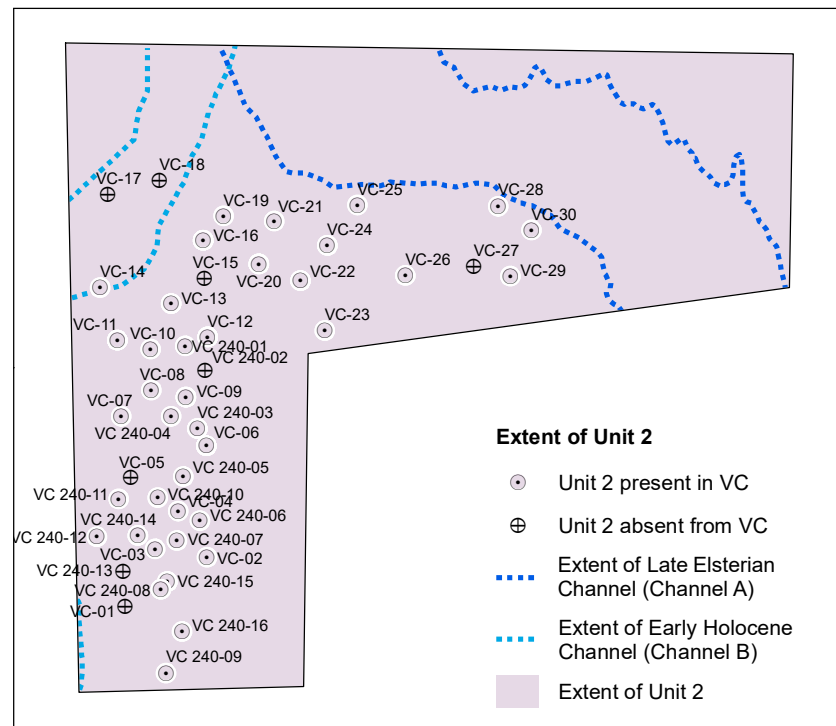 VC-18
VC-17
VC-19
VC-25
VC-28
VC-21
VC-30
VC-16
VC-24
VC-15
VC-27
VC-14
VC-20
VC-22
VC-26
VC-29
VC-13
VC-11
VC-10
VC-12
VC-23
VC 240-01
VC 240-02
VC-08
VC-09
VC-07
VC 240-03
VC 240-04
VC-06
Extent of Unit 2
VC-05
VC 240-05
Unit 2 present in VC
VC 240-11
VC 240-10
VC-04
VC 240-06
VC 240-14
Unit 2 absent from VC
VC 240-12
VC 240-07
VC-03
VC-02
VC 240-13
VC 240-15
VC 240-08
VC-01
Extent of Late Elsterian
Channel (Channel A)
VC 240-16
Extent of Early Holocene
Channel (Channel B)
VC 240-09
Extent of Unit 2